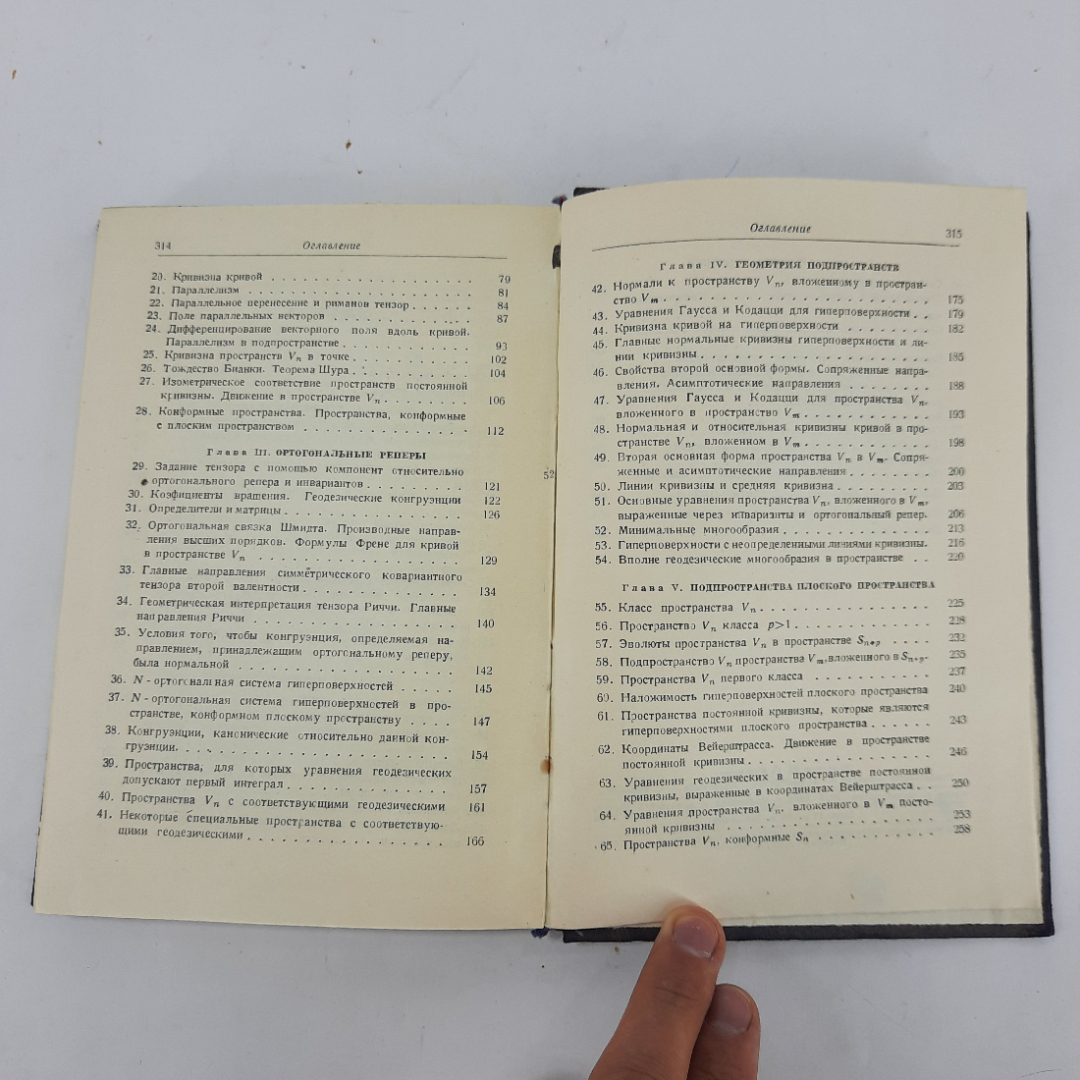 314 Оглавление
20. Кривизна кривой . . . . . . . . . . . . . . . . 79
21. Параллелизм . . . . . . . . . . . . . . . . . . 81
22. Параллельное перенесение и риманов тензор . . . . 84
23. Поле параллельных векторов . . . . . . . . . . . 87
24. Дифференцирование векторного поля вдоль кривой.
Параллелизм в подпространстве . . . . . . . . . . 93
25. Кривизна пространств Vn в точке . . . . . . . . . 102
26. Тождество Бианки. Теорема Шура . . . . . . . . . 104
27. Изометрическое соответствие пространств постоянной
кривизны. Движение в пространстве Vn . . . . . . . 106
28. Конформные пространства. Пространства, конформные
с плоским пространством . . . . . . . . . . . . . 112
Глава III. ОРТОГОНАЛЬНЫЕ РЕПЕРЫ
29. Задание тензора с помощью компонент относительно
ортогонального репера и инвариантов . . . . . . . 121
30. Коэфициенты вращения. Геодезические конгруэнции 122
31. Определители и матрицы . . . . . . . . . . . . . 126
32. Ортогональная связка Шмидта. Производные направ-
ления высших порядков. Формулы Френе для кривой
в пространстве Vn . . . . . . . . . . . . . . . . 129
33. Главные направления симметрического ковариантного
тензора второй валентности . . . . . . . . . . . . 134
34. Геометрическая интерпретация тензора Риччи. Главные
направления Риччи . . . . . . . . . . . . . . . . 140
35. Условия того, чтобы конгруэнция, определяемая на-
правлением, принадлежащим ортогональному реперу,
была нормальной . . . . . . . . . . . . . . . . . 142
36. N-ортогональная система гиперповерхностей . . . . . 145
37. N-ортогональная система гиперповерхностей в про-
странстве, конформном плоскому пространству . . . . 147
38. Конгруэнции, канонические относительно данной кон-
груэнции . . . . . . . . . . . . . . . . . . . . . 154
39. Пространства, для которых уравнения геодезических
допускают первый интеграл . . . . . . . . . . . . 157
40. Пространства Vn с соответствующими геодезическими 161
41. Некоторые специальные пространства с соответствую-
щими геодезическими . . . . . . . . . . . . . . . 166
52
Оглавление 315
Глава IV. ГЕОМЕТРИЯ ПОДПРОСТРАНСТВ
42. Нормали к пространству Vn, вложенному в простран-
ство Vm . . . . . . . . . . . . . . . . . . . . . 175
43. Уравнения Гаусса и Кодацци для гиперповерхности . . 179
44. Кривизна кривой на гиперповерхности . . . . . . . 182
45. Главные нормальные кривизны гиперповерхности и ли-
нии кривизны . . . . . . . . . . . . . . . . . . . 185
46. Свойства второй основной формы. Сопряженные напра-
вления. Асимптотические направления . . . . . . . 188
47. Уравнения Гаусса и Кодацци для пространства Vn,
вложенного в пространство Vm . . . . . . . . . . . 193
48. Нормальная и относительная кривизны кривой в про-
странстве Vn, вложенном в Vm . . . . . . . . . . . 198
49. Вторая основная форма пространства Vn в Vm. Сопря-
женные и асимптотические направления . . . . . . . 200
50. Линии кривизны и средняя кривизна . . . . . . . . 203
51. Основные уравнения пространства Vn, вложенного в Vm,
выраженные через инварианты и ортогональный репер. 206
52. Минимальные многообразия . . . . . . . . . . . . 213
53. Гиперповерхности с неопределенными линиями кривизны. 216
54. Вполне геодезические многообразия в пространстве . . 220
Глава V. ПОДПРОСТРАНСТВА ПЛОСКОГО ПРОСТРАНСТВА
55. Класс пространства Vn . . . . . . . . . . . . . . 225
56. Пространство Vn класса p>1 . . . . . . . . . . . . 228
57. Эволюты пространства Vn в пространстве Sn+p . . . . 232
58. Подпространство Vn пространства Vm, вложенного в Sn+p. 235
59. Пространства Vn первого класса . . . . . . . . . . 237
60. Наложимость гиперповерхностей плоского пространства 240
61. Пространства постоянной кривизны, которые являются
гиперповерхностями плоского пространства . . . . . . 243
62. Координаты Вейерштрасса. Движение в пространстве
постоянной кривизны . . . . . . . . . . . . . . . 246
63. Уравнения геодезических в пространстве постоянной
кривизны, выраженные в координатах Вейерштрасса . . 250
64. Уравнения пространства Vn, вложенного в Vm посто-
янной кривизны . . . . . . . . . . . . . . . . . . 253
65. Пространства Vn, конформные Sn . . . . . . . . . . 258